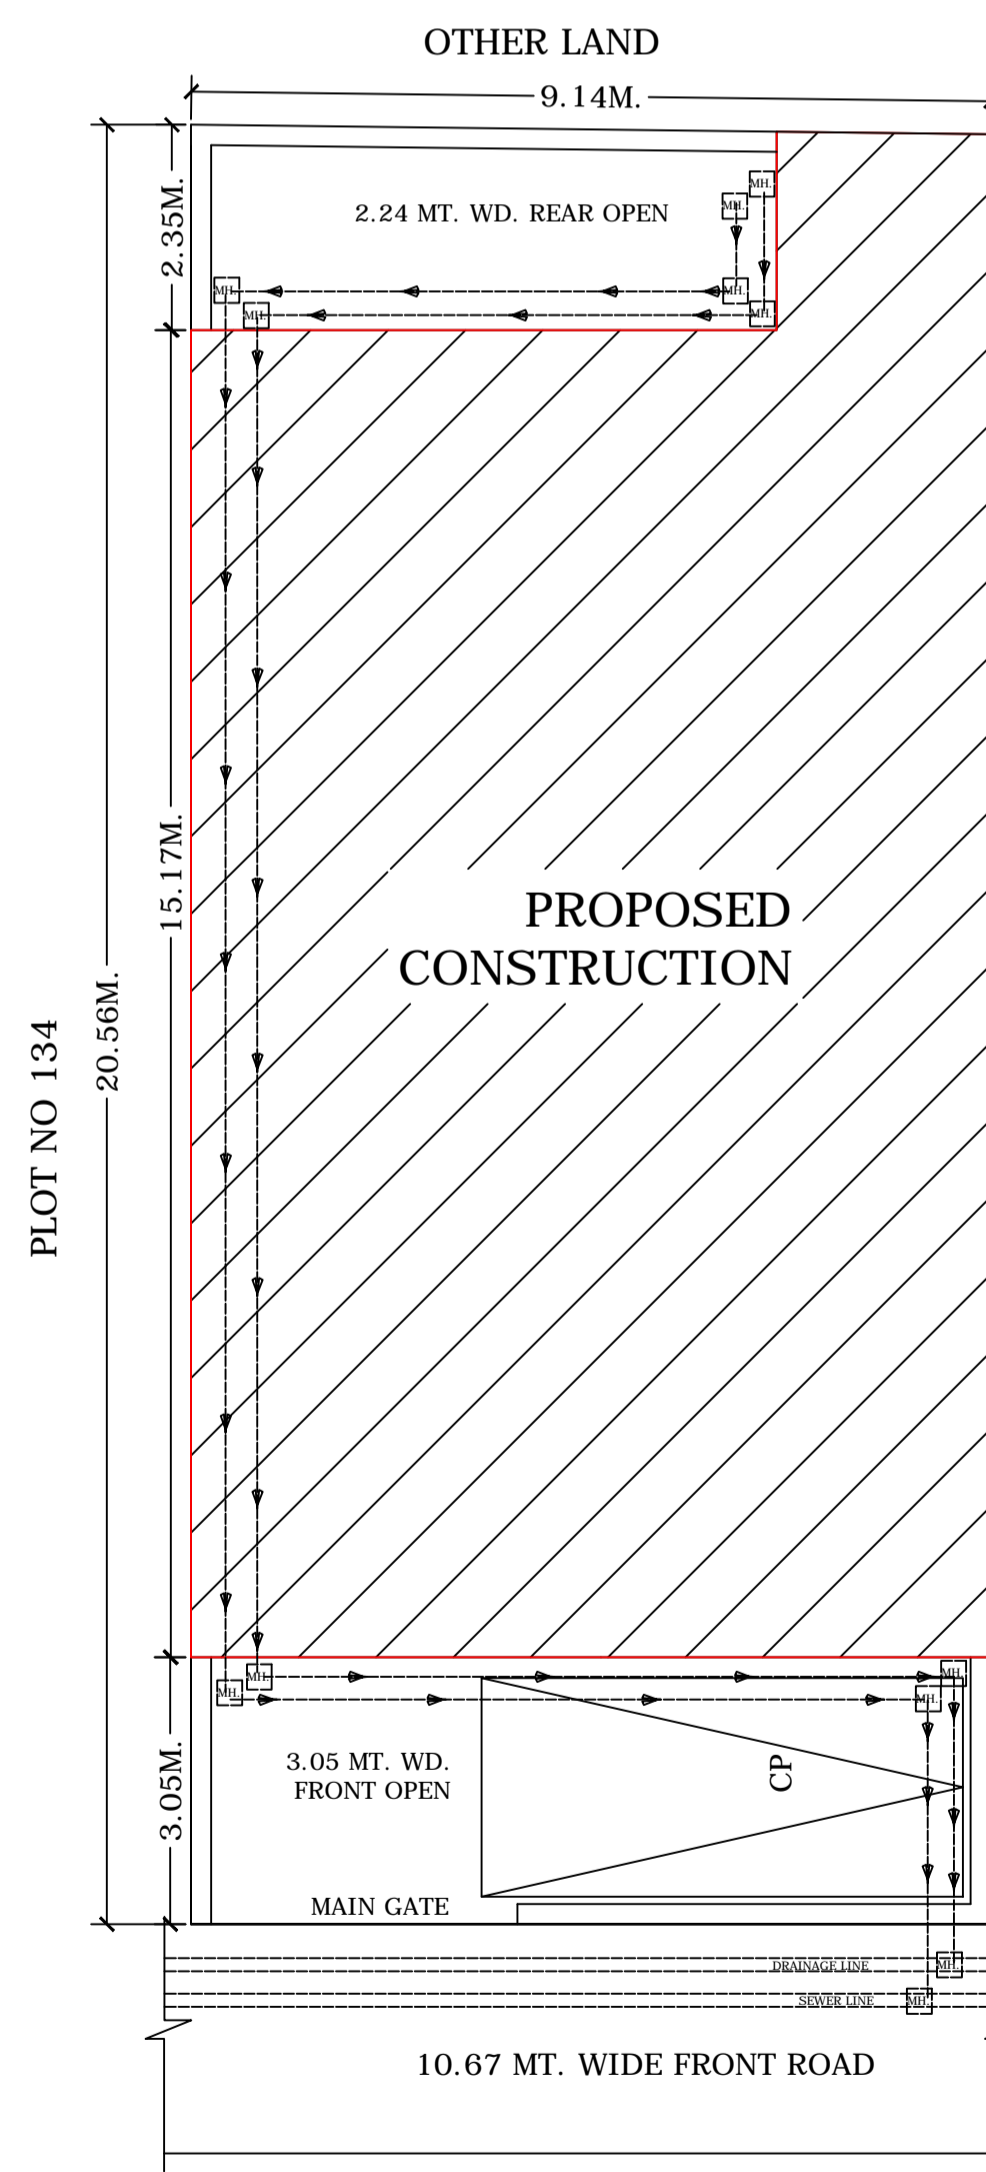 OTHER LAND
9.14M.
2.35M.
2.24 MT. WD. REAR OPEN
MH.
MH.
MH.
MH.
MH.
MH.
PROPOSED
CONSTRUCTION
15.17M.
20.56M.
PLOT NO 134
MH.
MH.
MH.
MH.
3.05 MT. WD.
FRONT OPEN
CP
3.05M.
MAIN GATE
DRAINAGE LINE
MH.
SEWER LINE
MH.
10.67 MT. WIDE FRONT ROAD